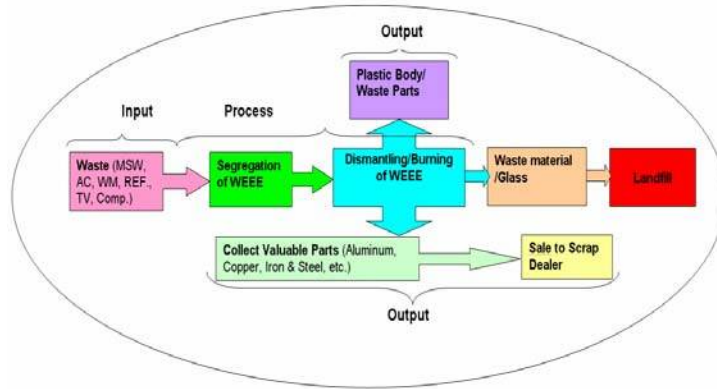 Output
Plastic Body/
Waste Parts
Input
Process
Waste (MSW,
AC, WM, REF.,
TV, Comp.)
Segregation
of WEEE
Dismantling/Burning
of WEEE
Waste material
/Glass
Landfill
Collect Valuable Parts (Aluminum,
Copper, Iron & Steel, etc.)
Sale to Scrap
Dealer
Output